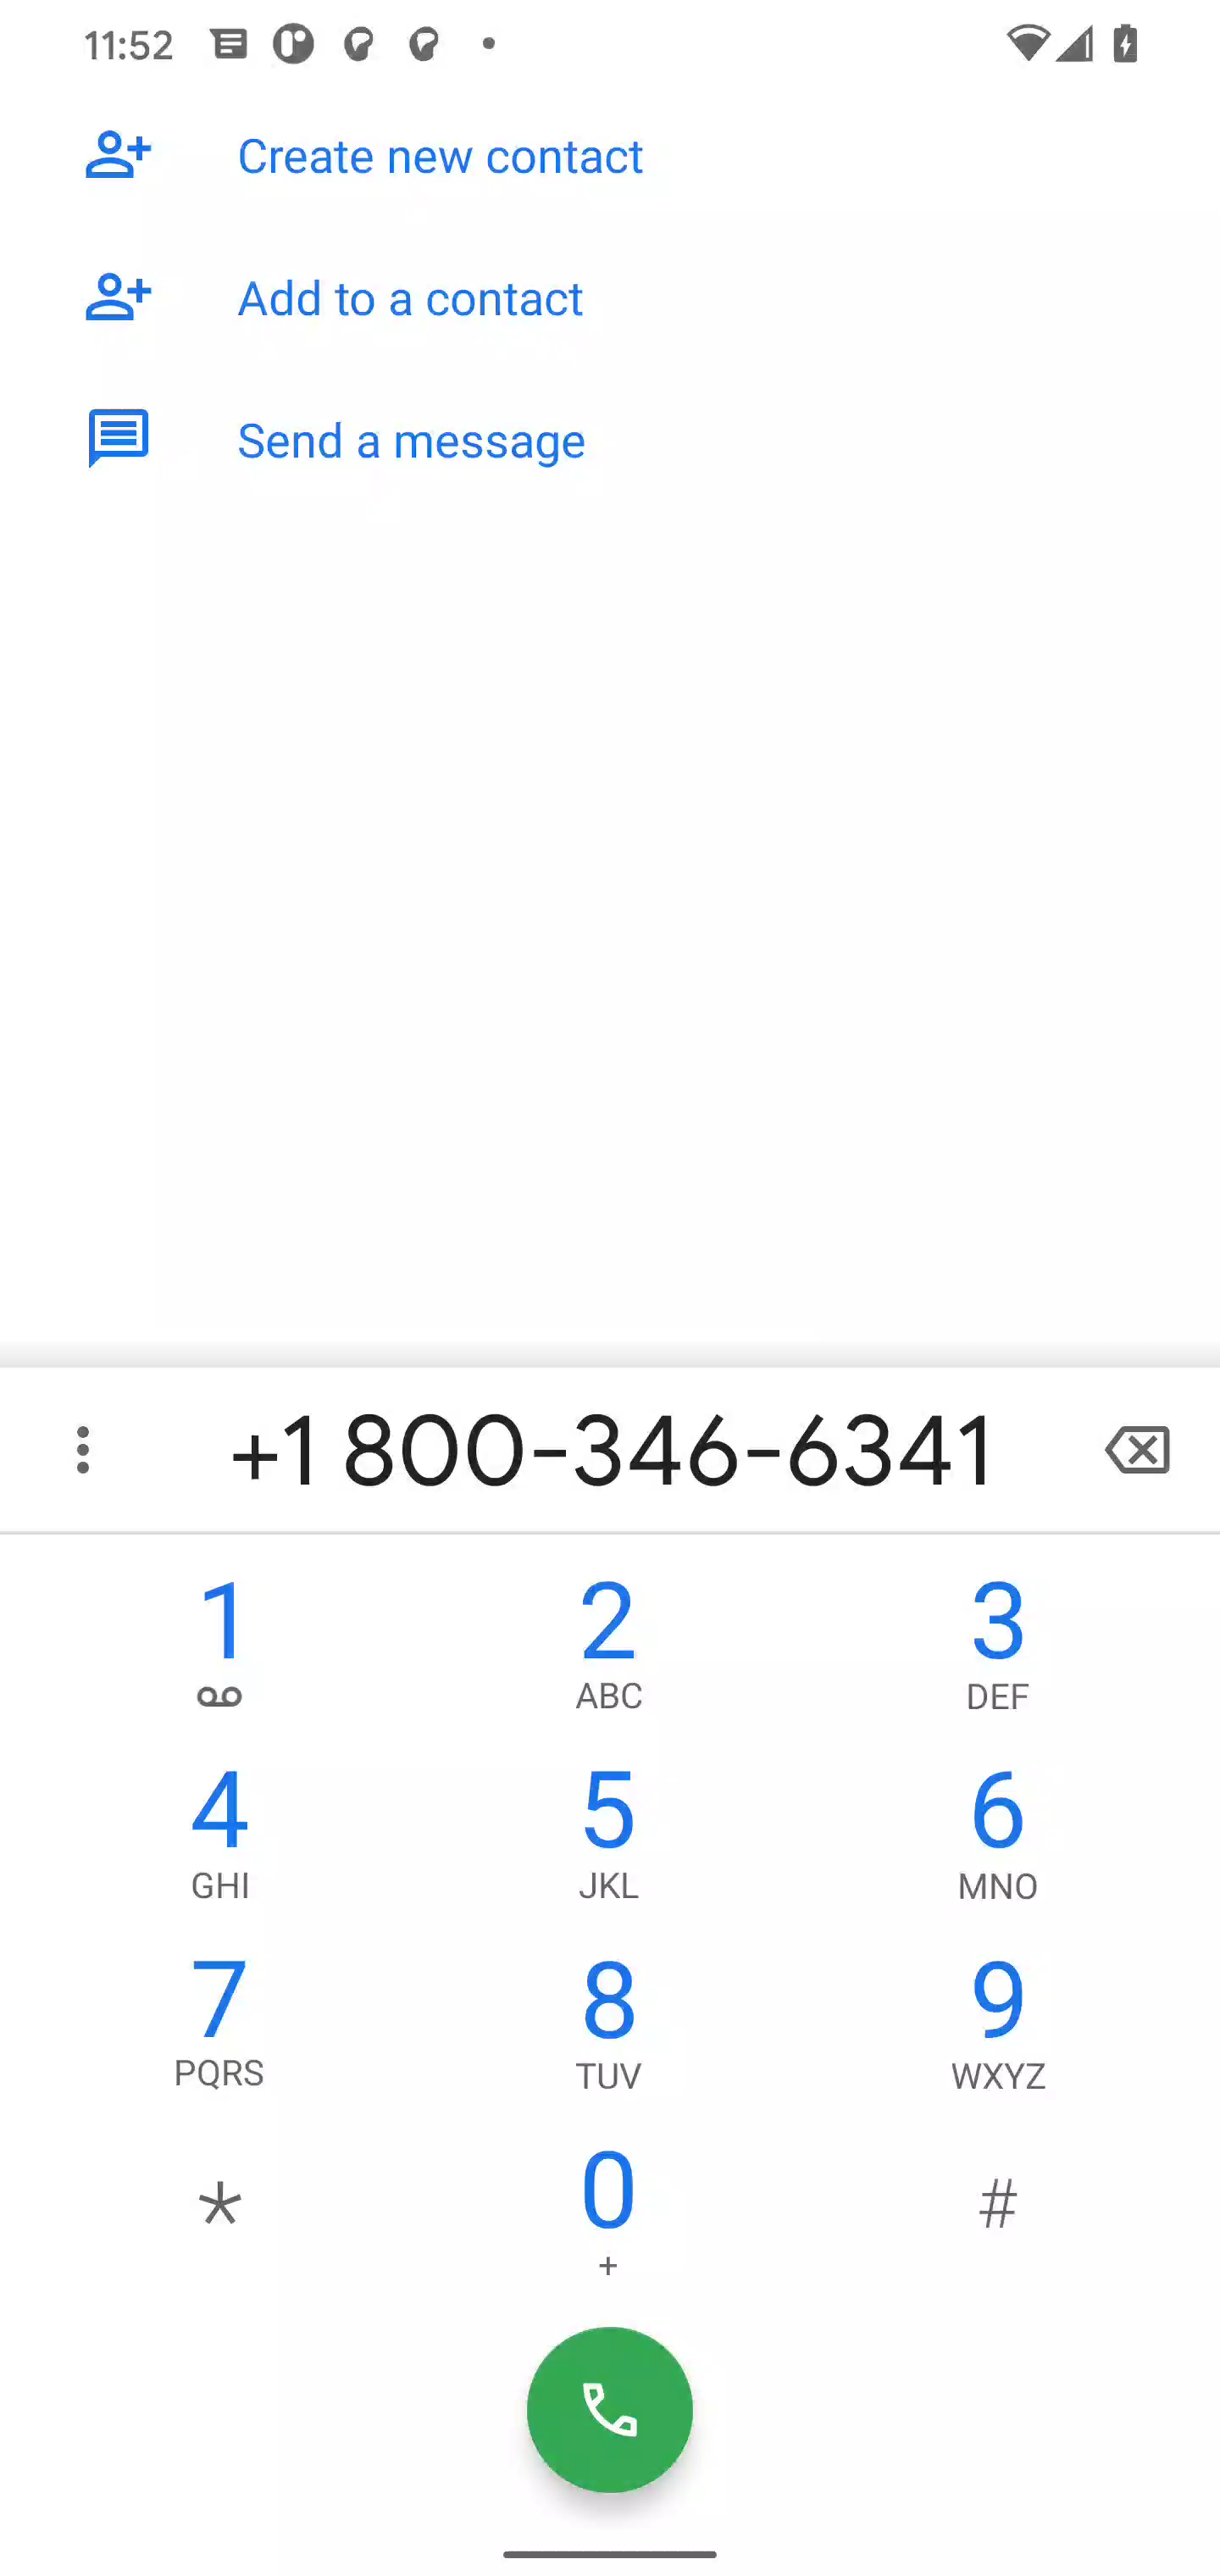 11:52
Create new contact
Add to a contact
Send a message
+1 800-346-6341
1 2 3
ABC DEF
4 5 6
GHI JKL MNO
7 8 9
PQRS TUV WXYZ
* 0 #
+